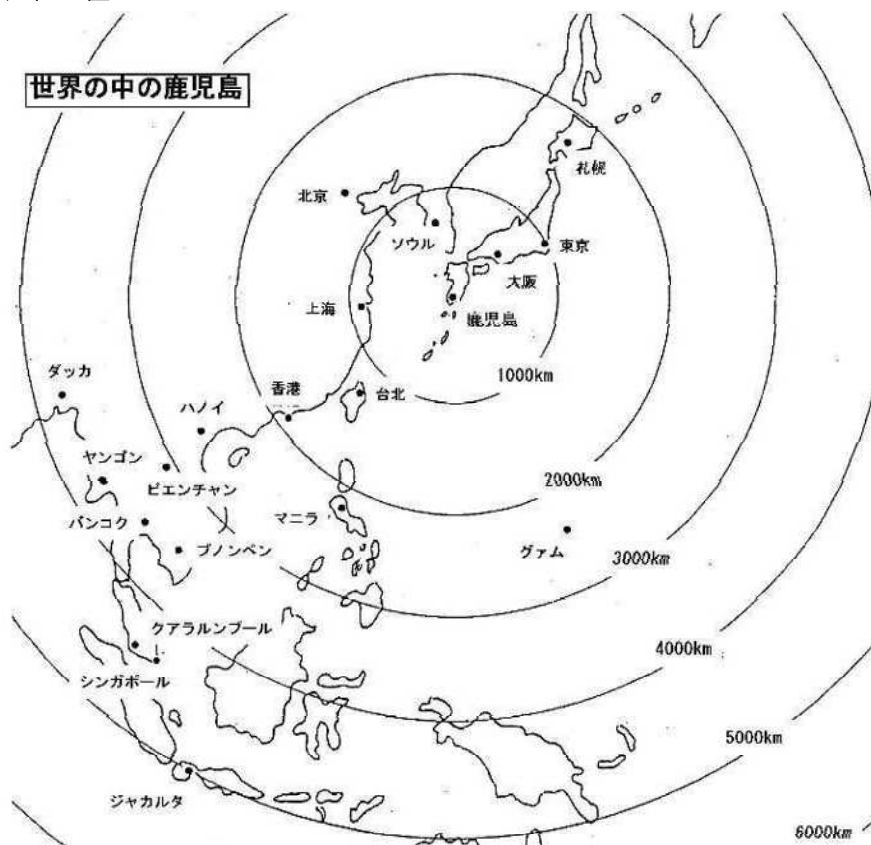 世界の中の鹿児島
札幌
北京
ソウル
東京
大阪
上海
鹿児島
1000km
ダッカ
香港
台北
ハノイ
ヤンゴン
ビエンチャン
2000km
バンコク
マニラ
プノンペン
グァム
3000km
クアラルンプール
4000km
シンガポール
5000km
ジャカルタ
6000km